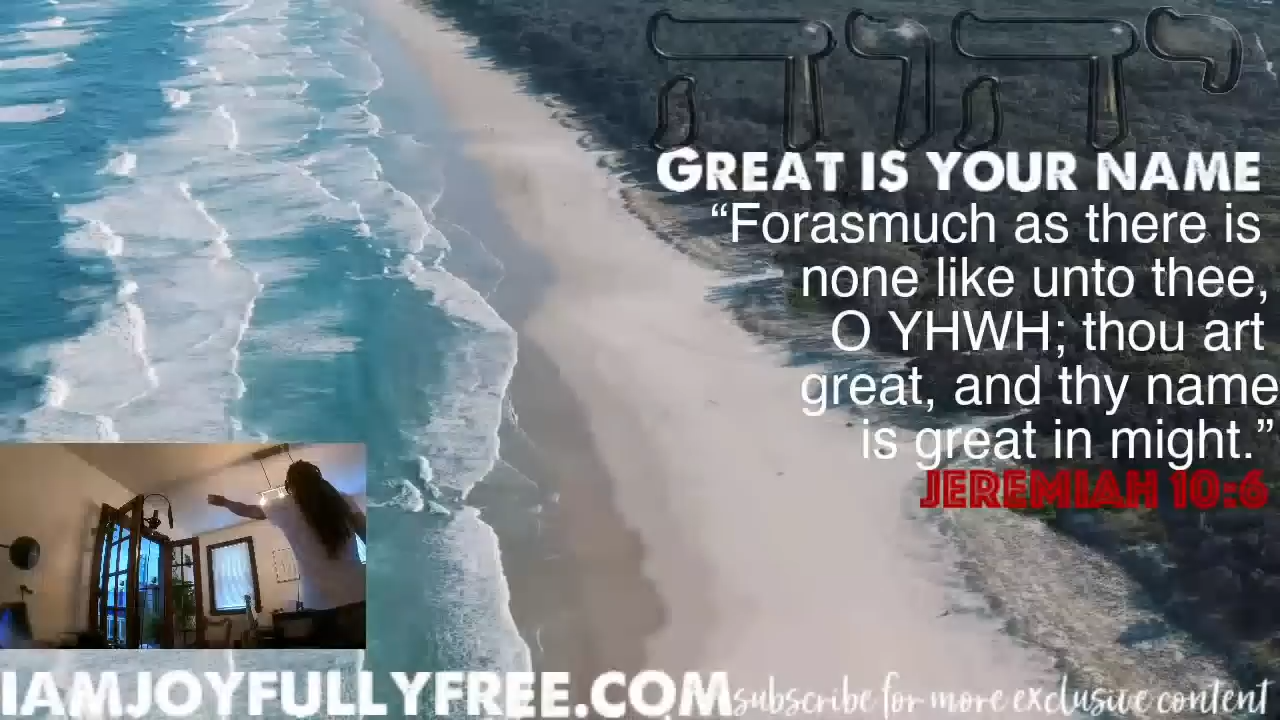 יהוה
GREAT IS YOUR NAME
“Forasmuch as there is
none like unto thee,
O YHWH; thou art
great, and thy name
is great in might.”
JEREMIAH 10:6
IAMJOYFULLYFREE.COM
subscribe for more exclusive content